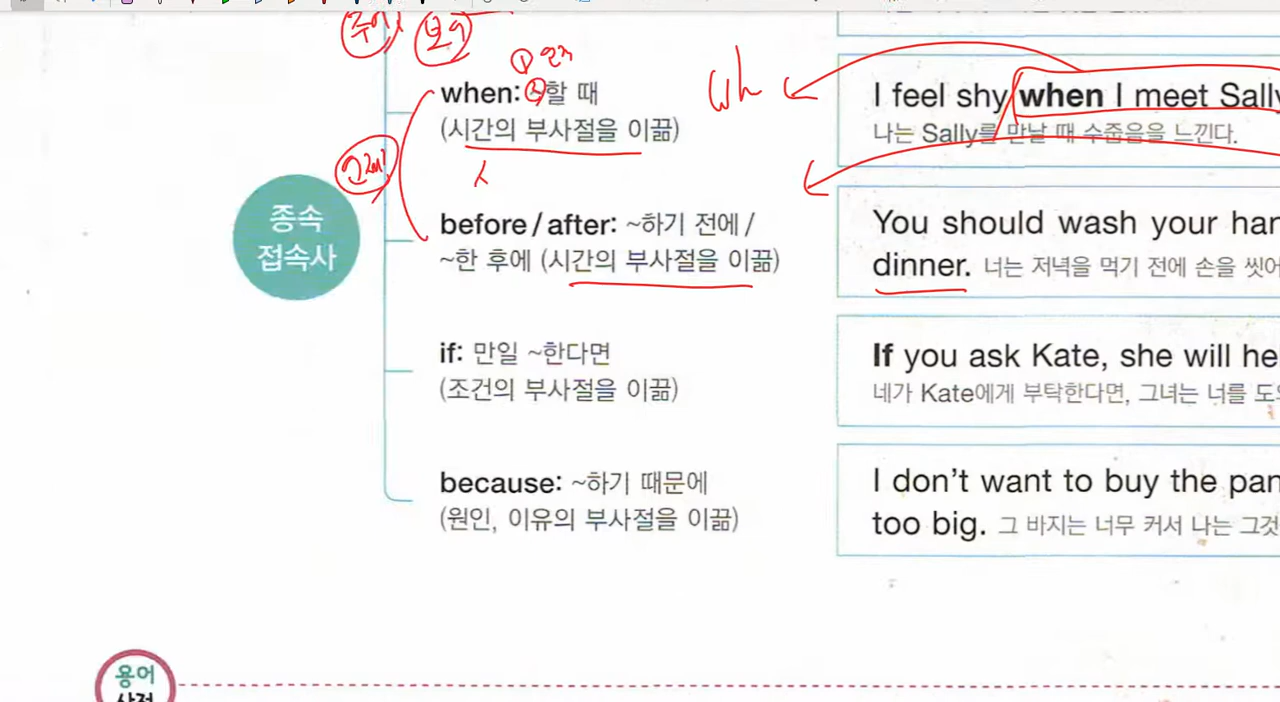 보어
when: ~할 때
(시간의 부사절을 이끎)
언제
종속
접속사
before / after: ~하기 전에 /
~한 후에 (시간의 부사절을 이끎)
if: 만일 ~한다면
(조건의 부사절을 이끎)
because: ~하기 때문에
(원인, 이유의 부사절을 이끎)
wh
I feel shy when I meet Sally
나는 Sally를 만날 때 수줍음을 느낀다.
You should wash your
dinner. 너는 저녁을 먹기 전에 손을
If you ask Kate, she will
네가 Kate에게 부탁한다면, 그녀는 너를
I don't want to buy the
too big. 그 바지는 너무 커서 나는 그것
용어